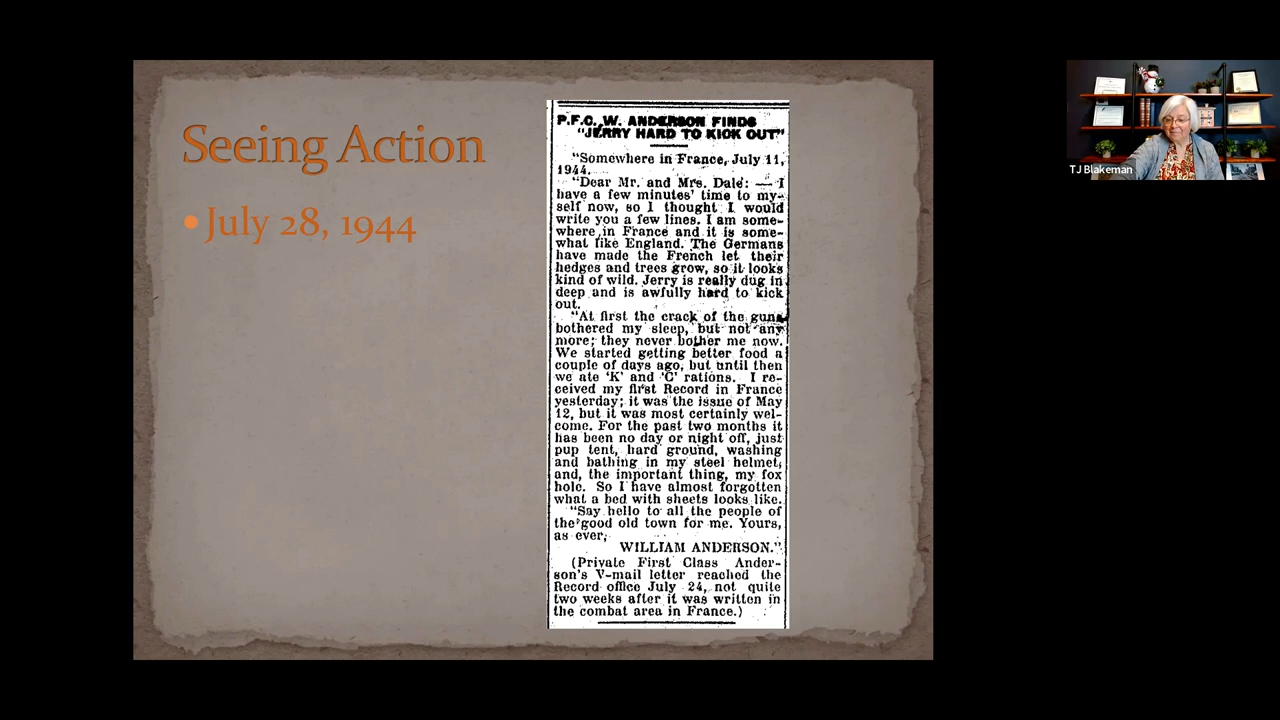 Seeing Action
• July 28, 1944
P.F.C. W. ANDERSON FINDS
"JERRY HARD TO KICK OUT"
"Somewhere in France, July 11,
1944.
"Dear Mr. and Mrs. Dale: — I
have a few minutes' time to my-
self now, so I thought I would
write you a few lines. I am some-
where in France and it is some-
what like England. The Germans
have made the French let their
hedges and trees grow, so it looks
kind of wild. Jerry is really dug in
deep and is awfully hard to kick
out.
"At first the crack of the guns
bothered my sleep, but not any
more; they never bother me now.
We started getting better food a
couple of days ago, but until then
we ate 'K' and 'C' rations. I re-
ceived my first Record in France
yesterday; it was the issue of May
12, but it was most certainly wel-
come. For the past two months it
has been no day or night off, just
pup tent, hard ground, washing
and bathing in my steel helmet;
and, the important thing, my fox
hole. So I have almost forgotten
what a bed with sheets looks like.
"Say hello to all the people of
the good old town for me. Yours,
as ever,
WILLIAM ANDERSON."
(Private First Class Ander-
son's V-mail letter reached the
Record office July 24, not quite
two weeks after it was written in
the combat area in France.)
TJ Blakeman